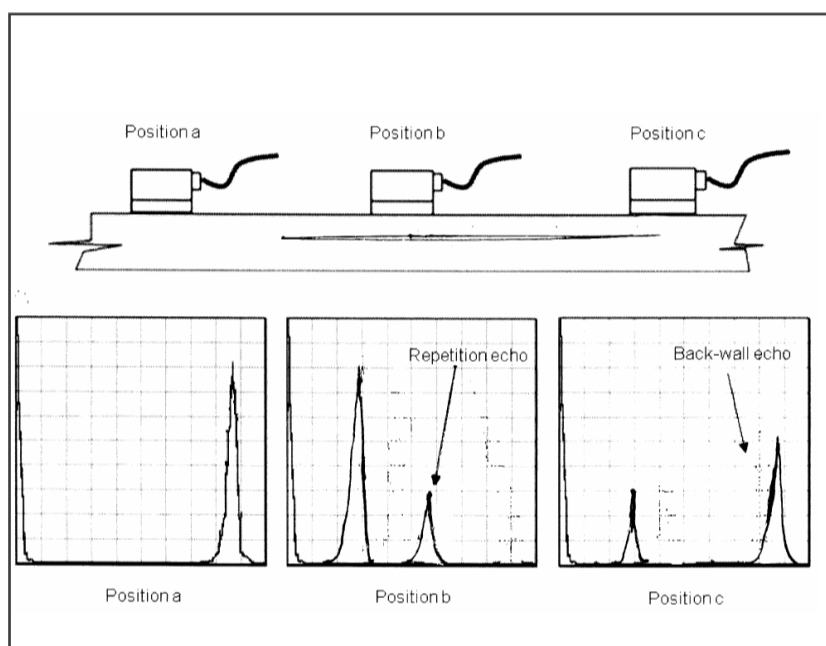 Position a
Position b
Position c
Repetition echo
Back-wall echo
Position a
Position b
Position c